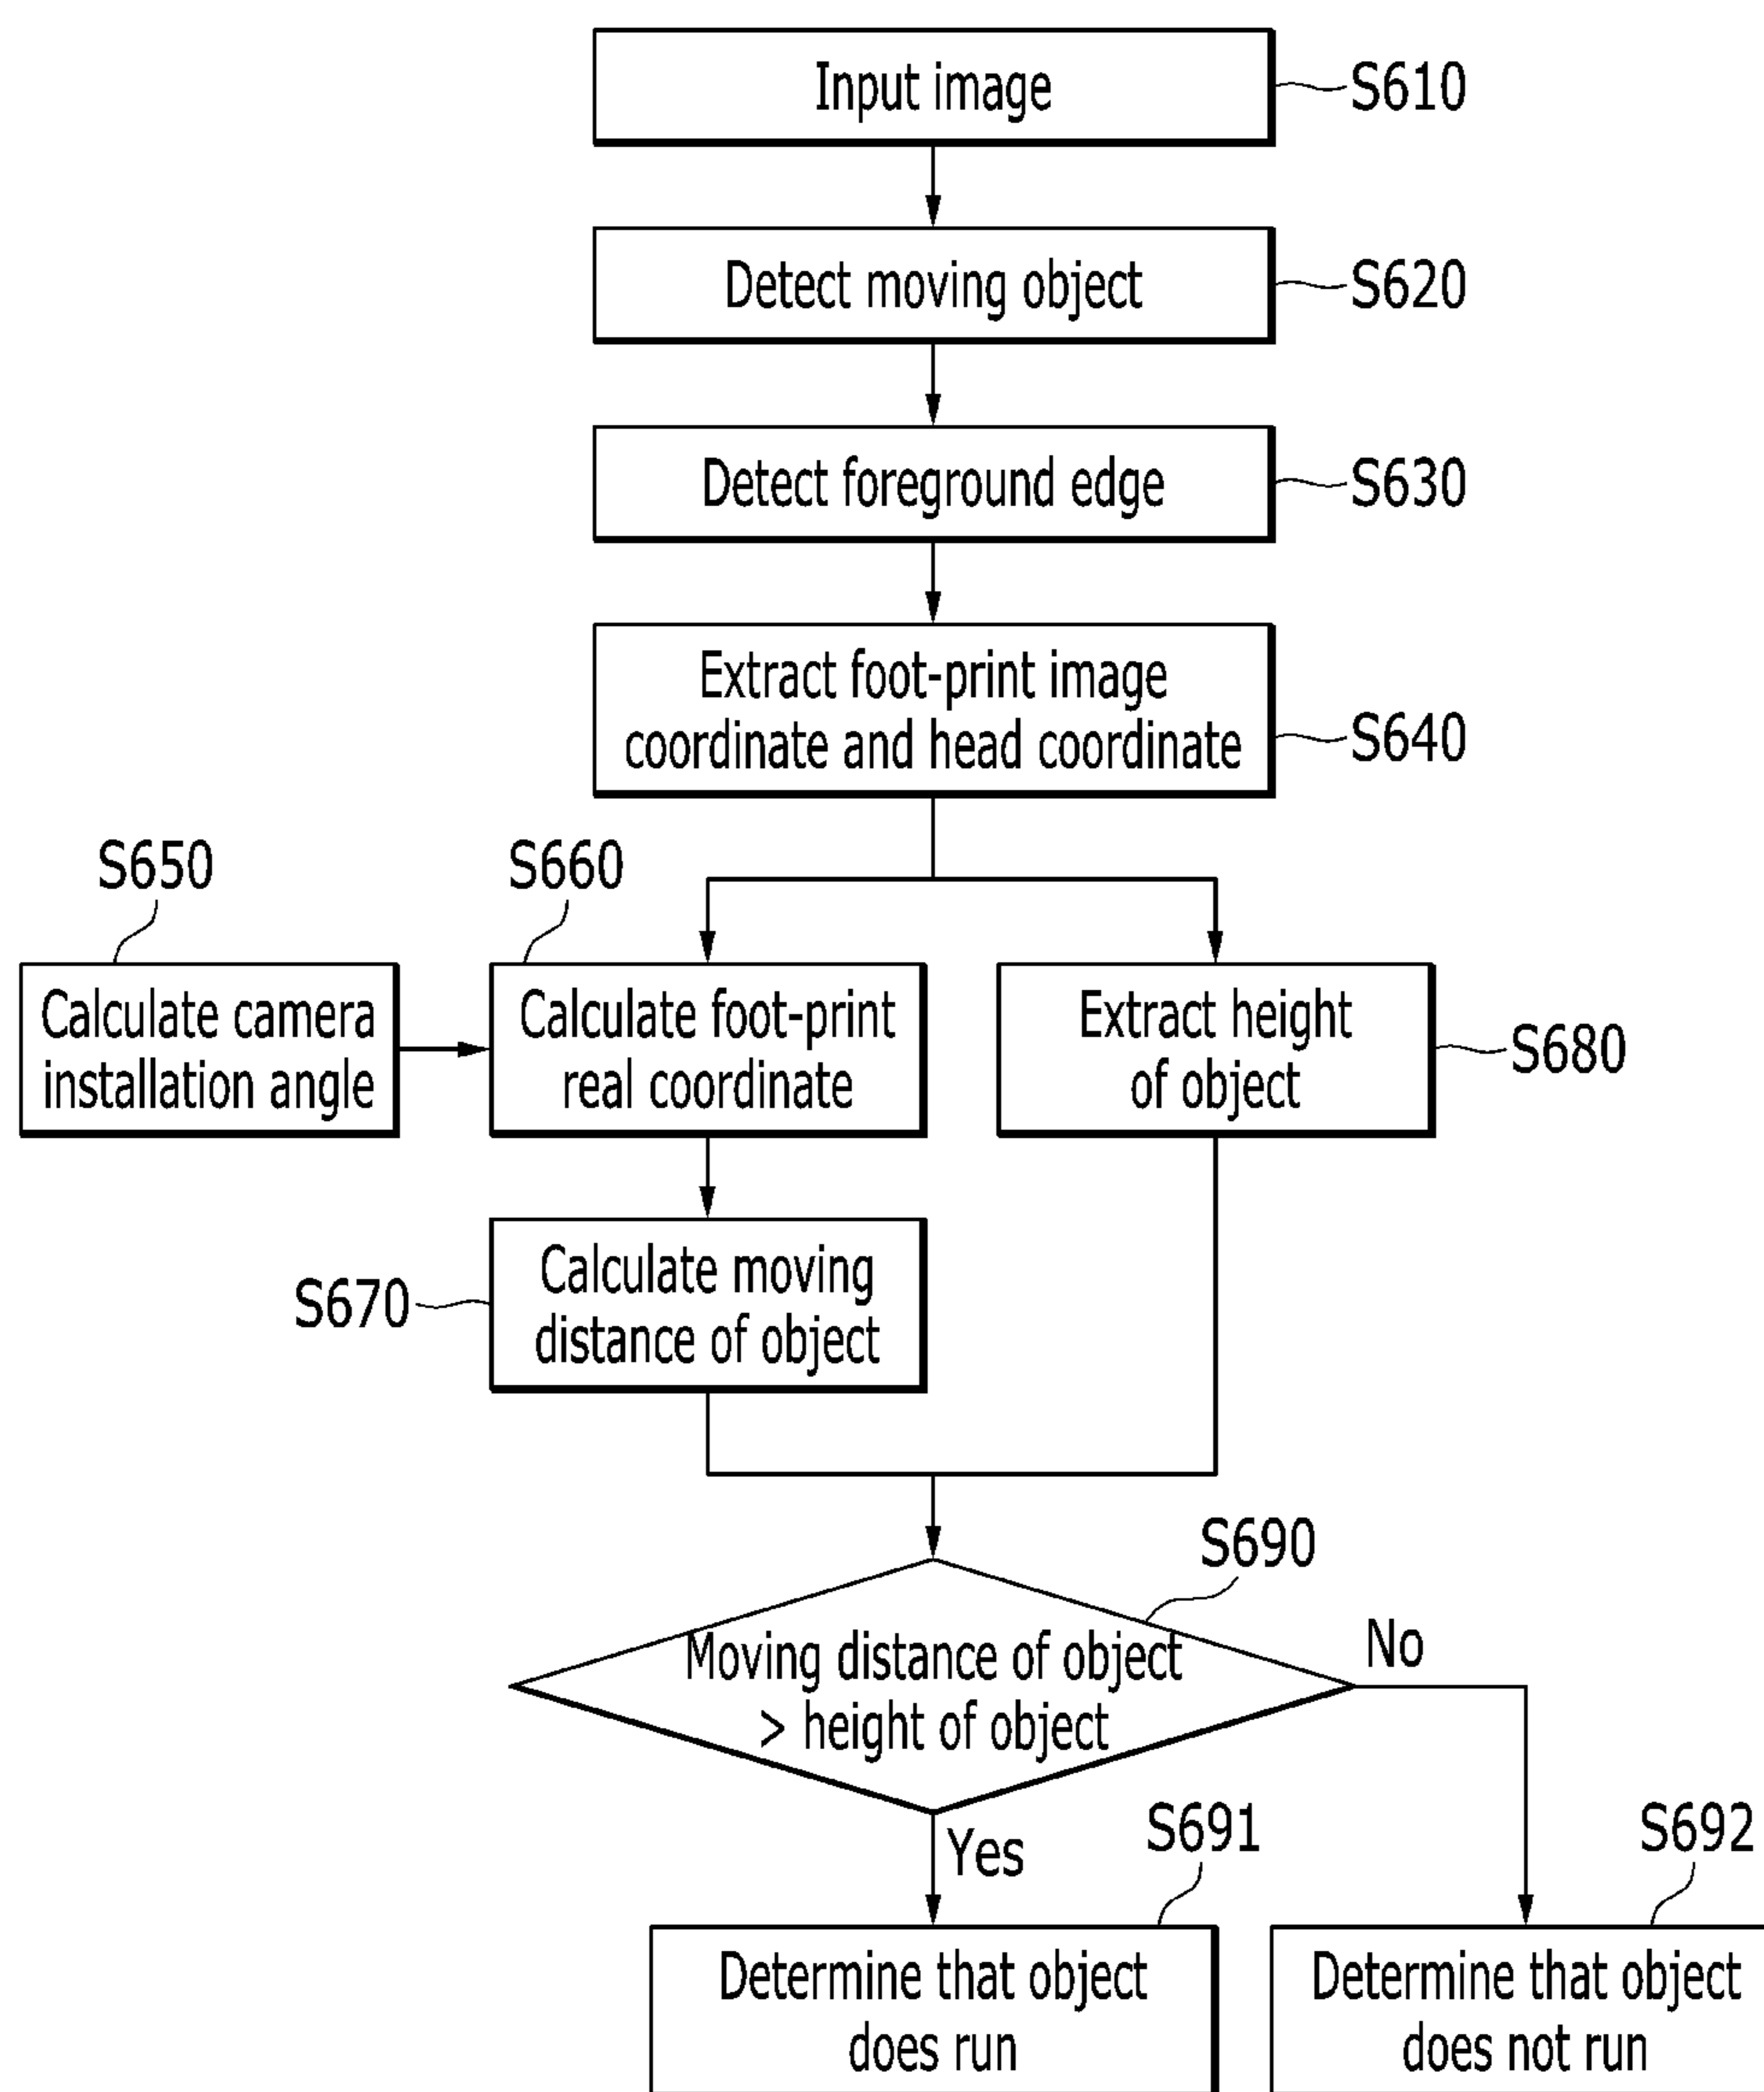 Input image
S610
Detect moving object
S620
Detect foreground edge
S630
Extract foot-print image
coordinate and head coordinate
S640
S650
S660
Calculate camera
installation angle
Calculate foot-print
real coordinate
Extract height
of object
S680
Calculate moving
distance of object
S670
S690
Moving distance of object
> height of object
No
Yes
S691
S692
Determine that object
does run
Determine that object
does not run